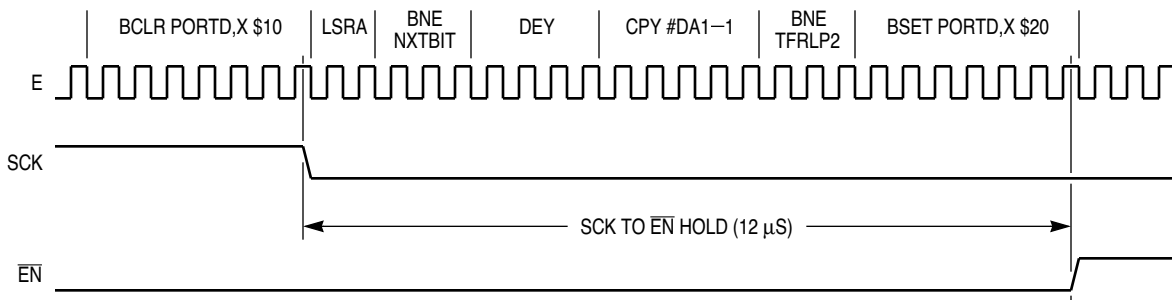 BCLR PORTD,X $10
LSRA
BNE
NXTBIT
DEY
CPY #DA1–1
BNE
TFRLP2
BSET PORTD,X $20
E
SCK
SCK TO EN HOLD (12 μS)
EN